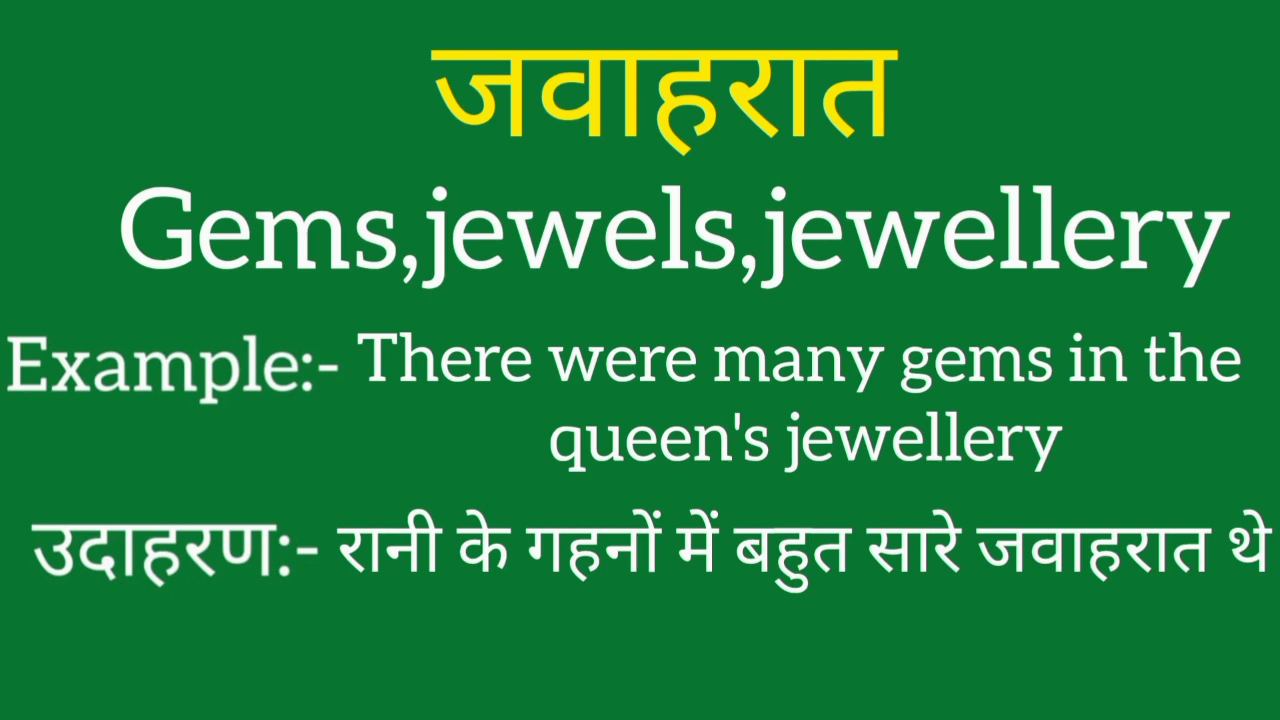 जवाहरात
Gems,jewels,jewellery
Example:- There were many gems in the
queen's jewellery
उदाहरण:- रानी के गहनों में बहुत सारे जवाहरात थे